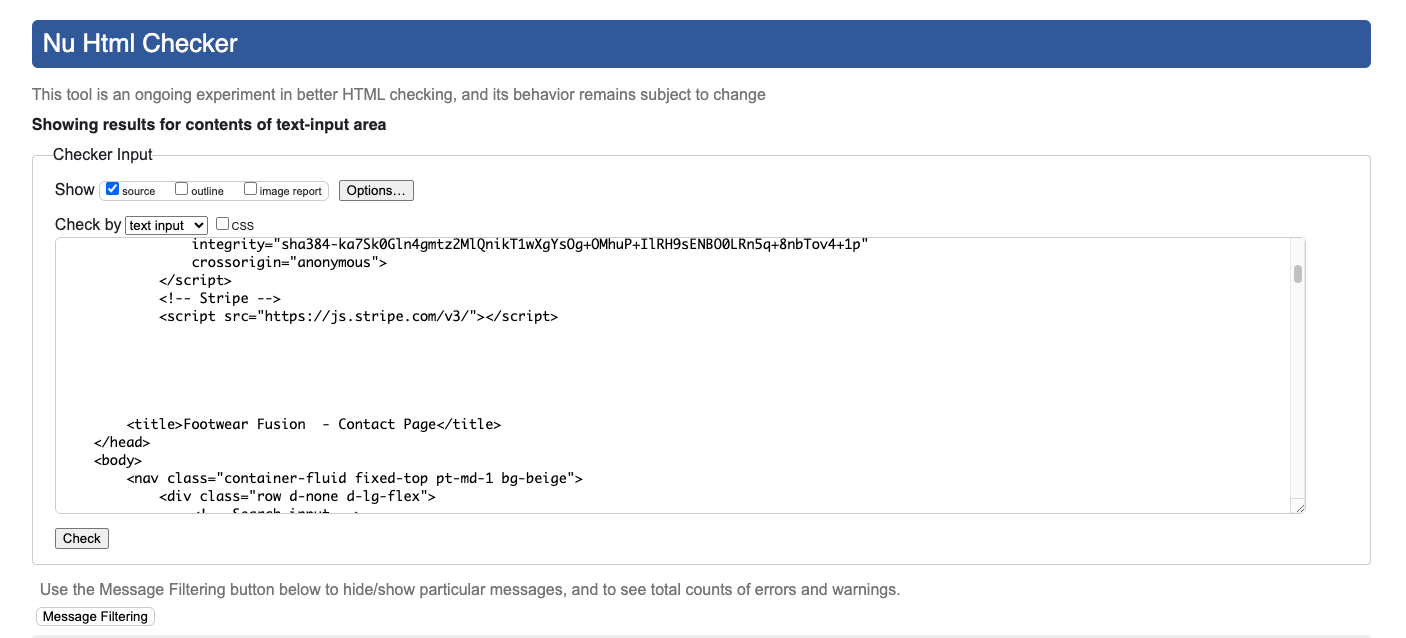 Nu Html Checker
This tool is an ongoing experiment in better HTML checking, and its behavior remains subject to change
Showing results for contents of text-input area
Checker Input
Show source outline image report Options...
Check by text input css
integrity="sha384-ka7Sk0Gln4gmtz2MlQnikT1wXgYsOg+OMhuP+IlRH9sENBO0LRn5q+8nbTov4+1p"
crossorigin="anonymous">
</script>
<!-- Stripe -->
<script src="https://js.stripe.com/v3/"></script>
<title>Footwear Fusion  - Contact Page</title>
</head>
<body>
<nav class="container-fluid fixed-top pt-md-1 bg-beige">
<div class="row d-none d-lg-flex">
Check
Use the Message Filtering button below to hide/show particular messages, and to see total counts of errors and warnings.
Message Filtering